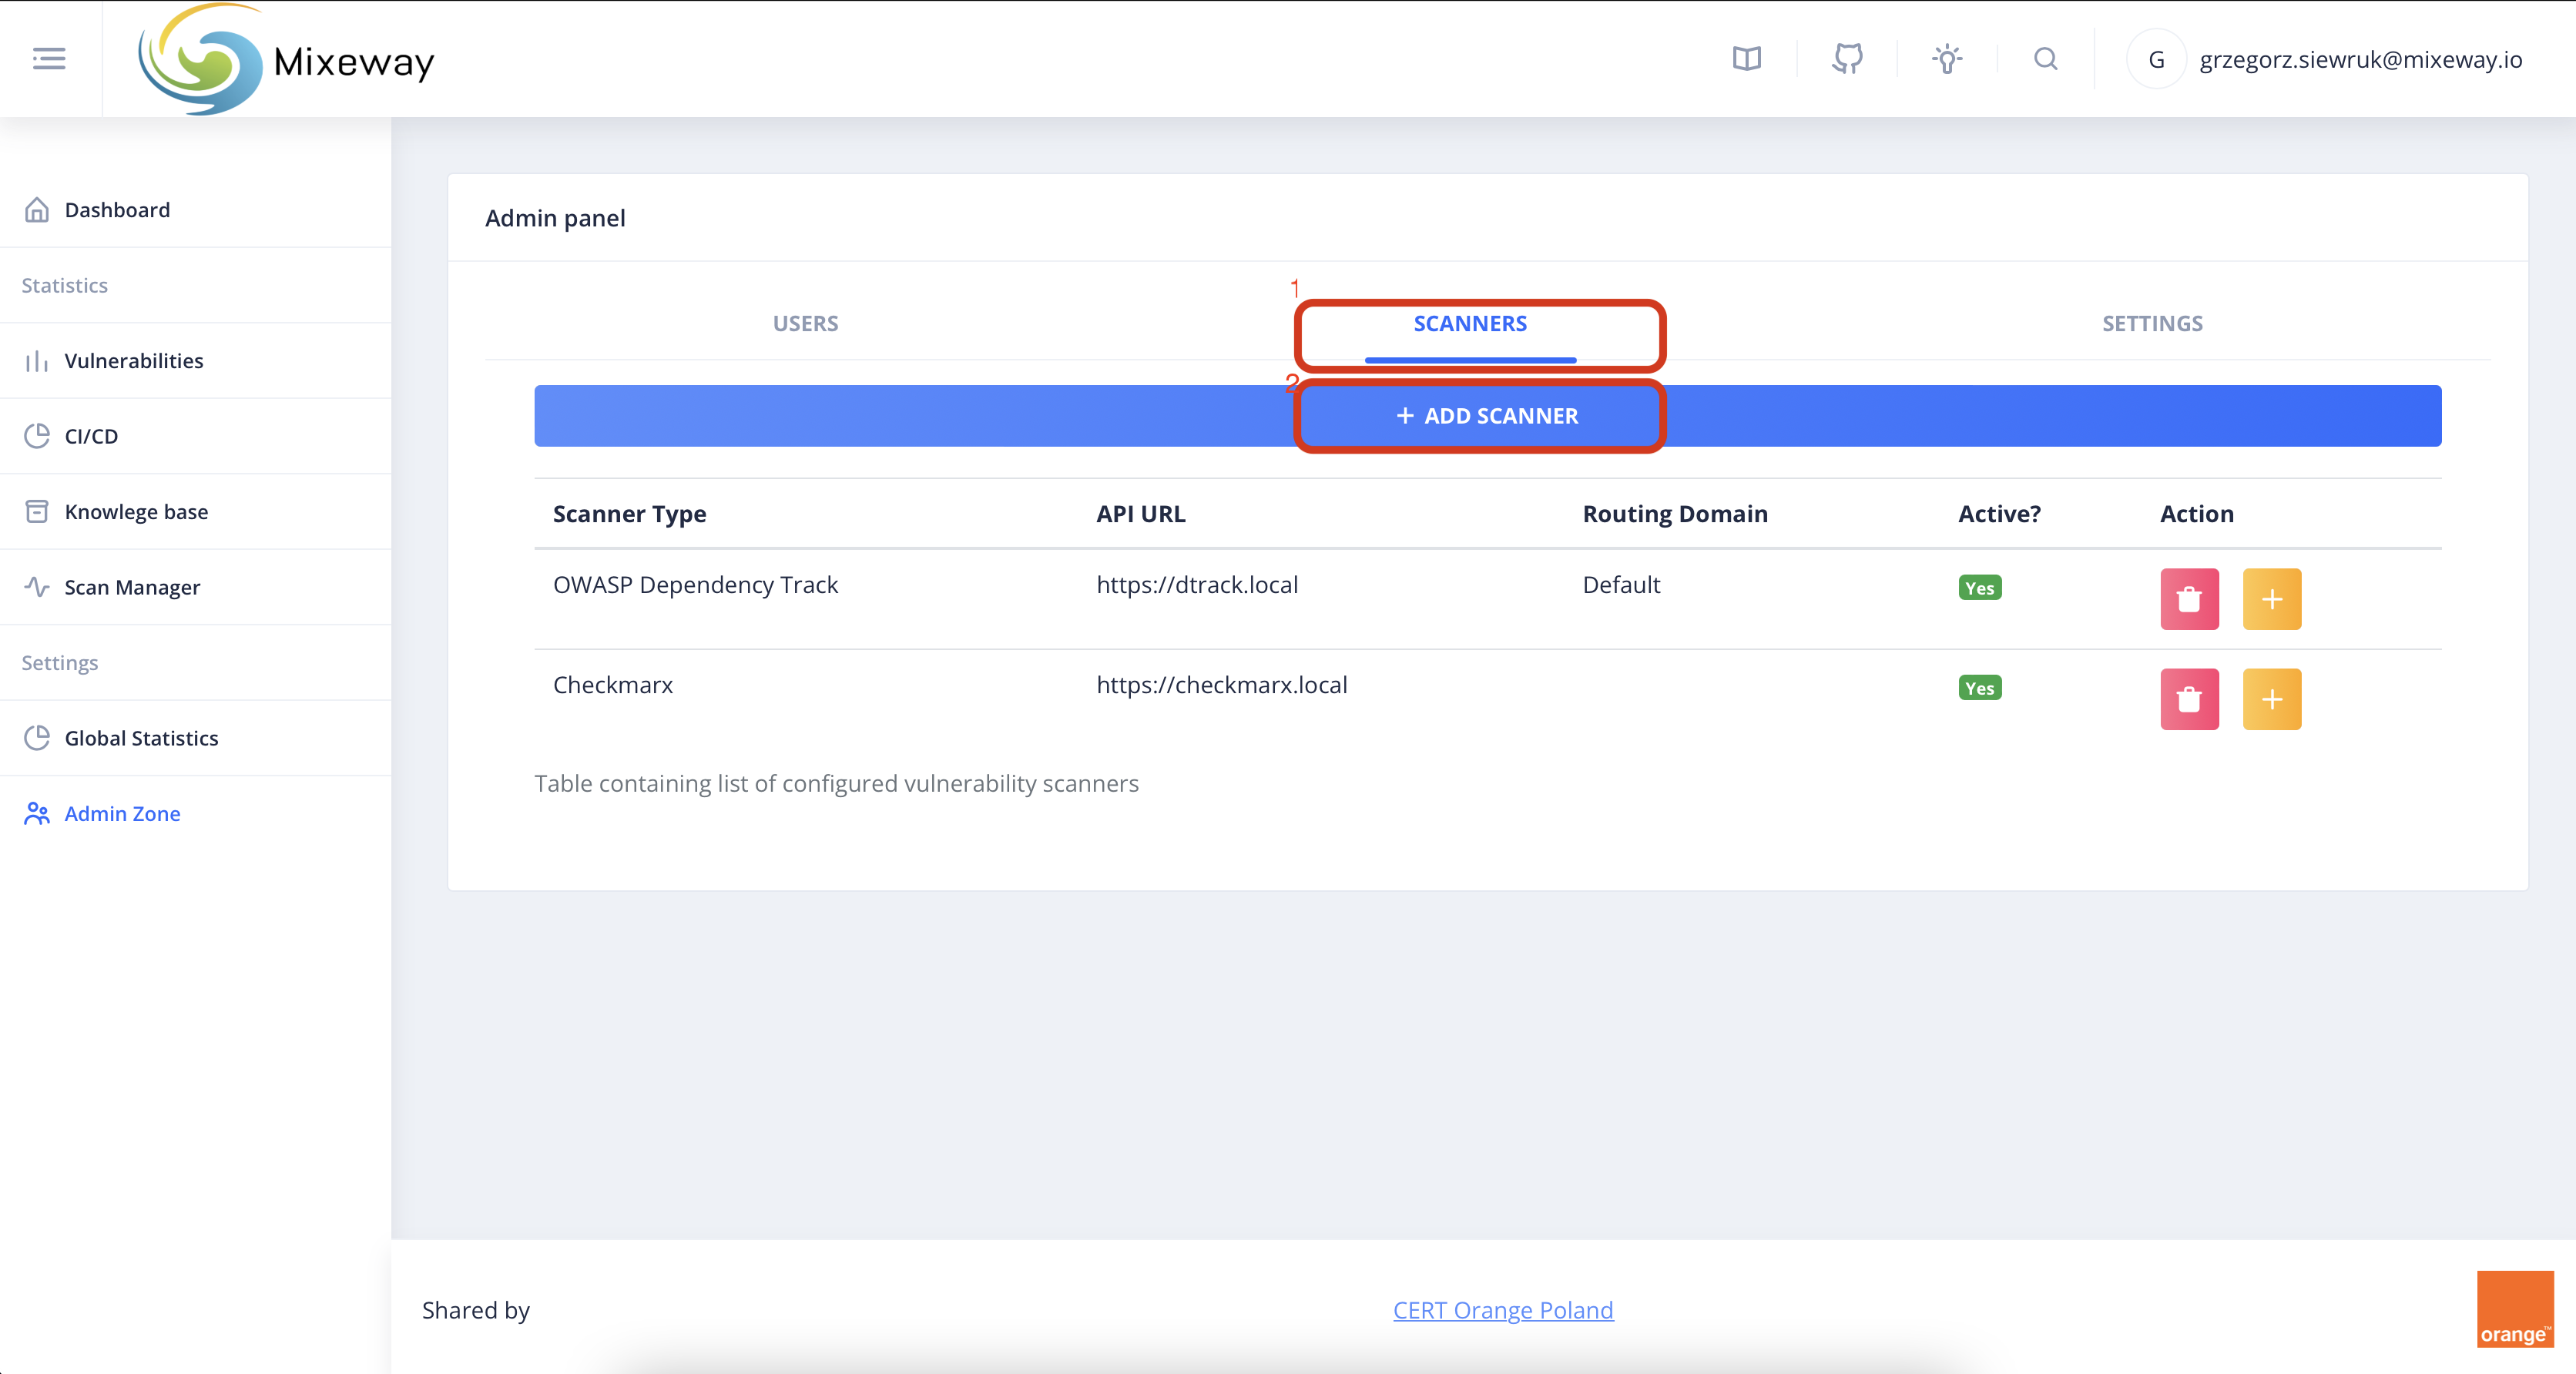 Mixeway
G grzegorz.siewruk@mixeway.io
Dashboard
Statistics
Vulnerabilities
CI/CD
Knowlege base
Scan Manager
Settings
Global Statistics
Admin Zone
Admin panel
1
USERS SCANNERS SETTINGS
2
+ ADD SCANNER
Scanner Type API URL Routing Domain Active? Action
OWASP Dependency Track https://dtrack.local Default Yes
Checkmarx https://checkmarx.local Yes
Table containing list of configured vulnerability scanners
Shared by CERT Orange Poland
orange™